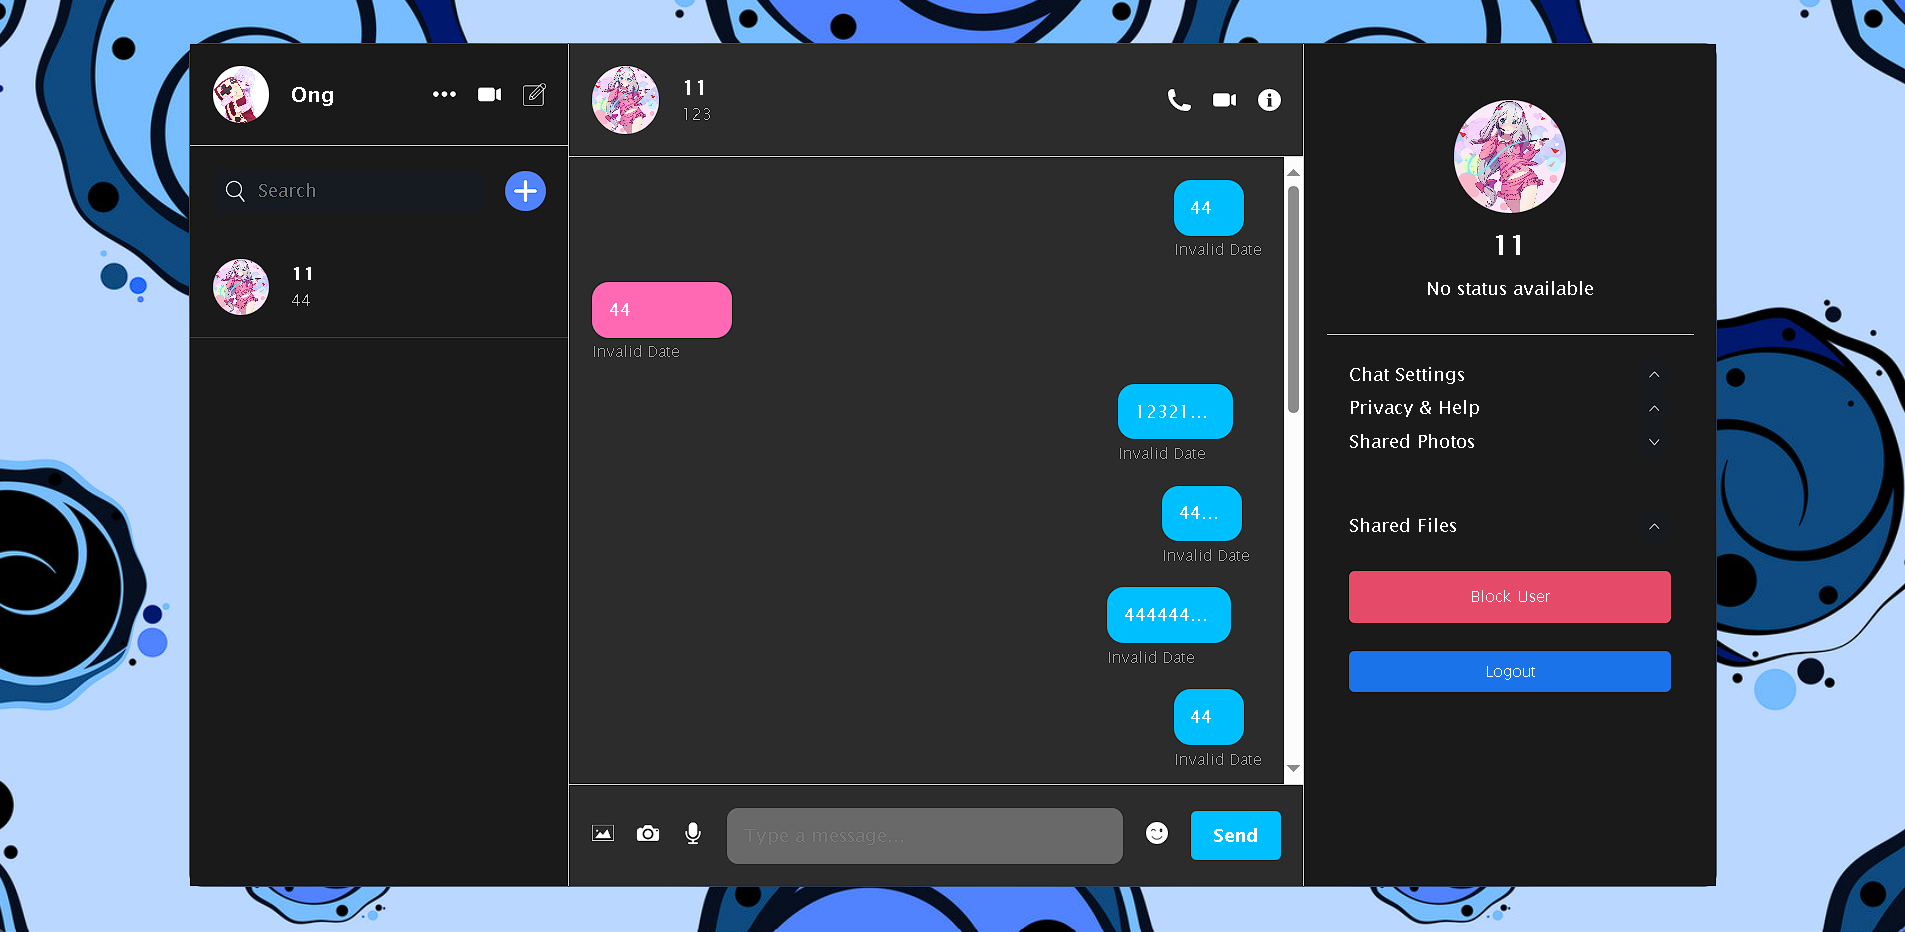 Ong
Search
11
44
11
123
44
Invalid Date
44
Invalid Date
12321...
Invalid Date
44...
Invalid Date
444444...
Invalid Date
44
Invalid Date
Type a message...
Send
11
No status available
Chat Settings
Privacy & Help
Shared Photos
Shared Files
Block User
Logout